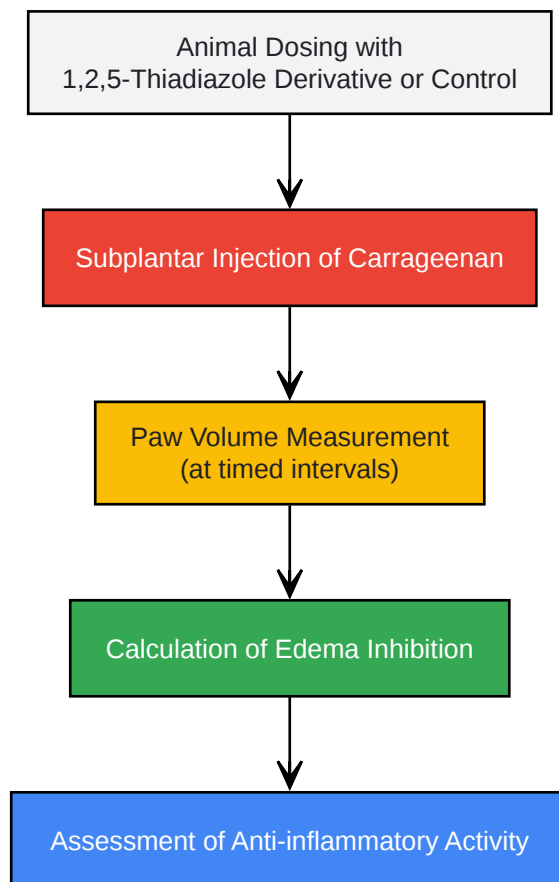 Animal Dosing with
1,2,5-Thiadiazole Derivative or Control
Subplantar Injection of Carrageenan
Paw Volume Measurement
(at timed intervals)
Calculation of Edema Inhibition
Assessment of Anti-inflammatory Activity